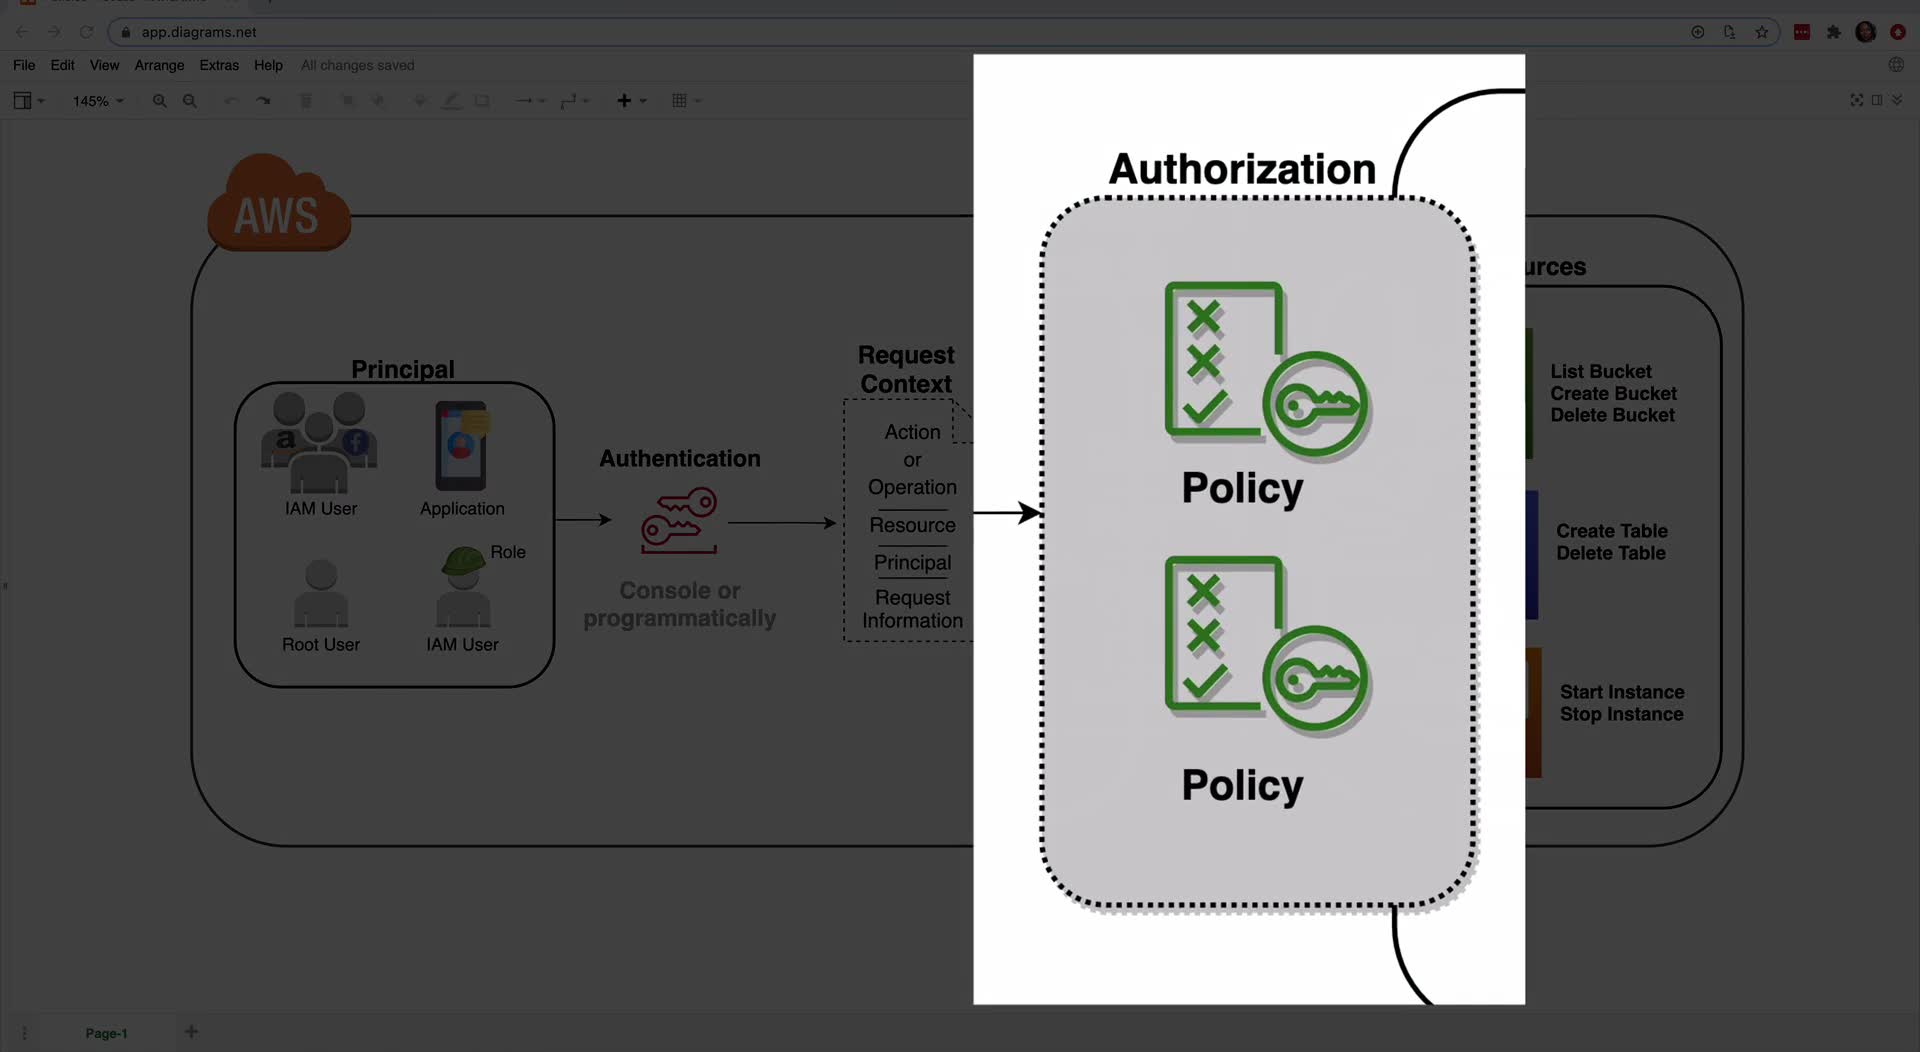 app.diagrams.net
File Edit View Arrange Extras Help All changes saved
145%
AWS
Principal
IAM User
Application
Role
Root User
IAM User
Authentication
Console or
programmatically
Request
Context
Action
or
Operation
Resource
Principal
Request
Information
Authorization
Policy
Policy
urces
List Bucket
Create Bucket
Delete Bucket
Create Table
Delete Table
Start Instance
Stop Instance
Page-1